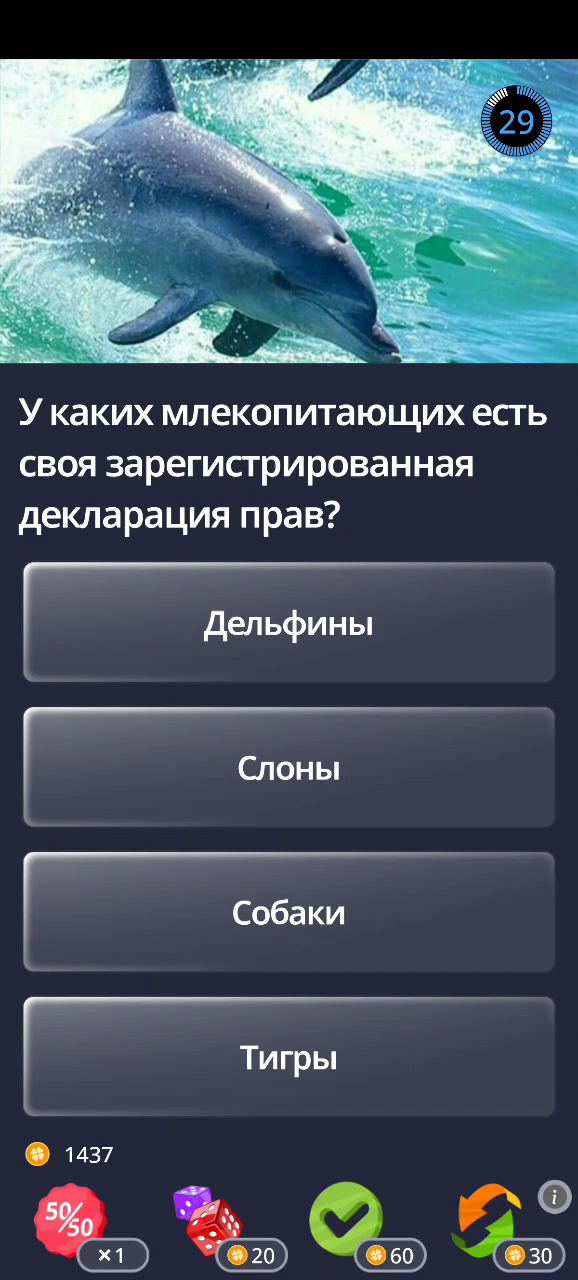 29
У каких млекопитающих есть
своя зарегистрированная
декларация прав?
Дельфины
Слоны
Собаки
Тигры
1437
50%50
×1
20
60
30
i